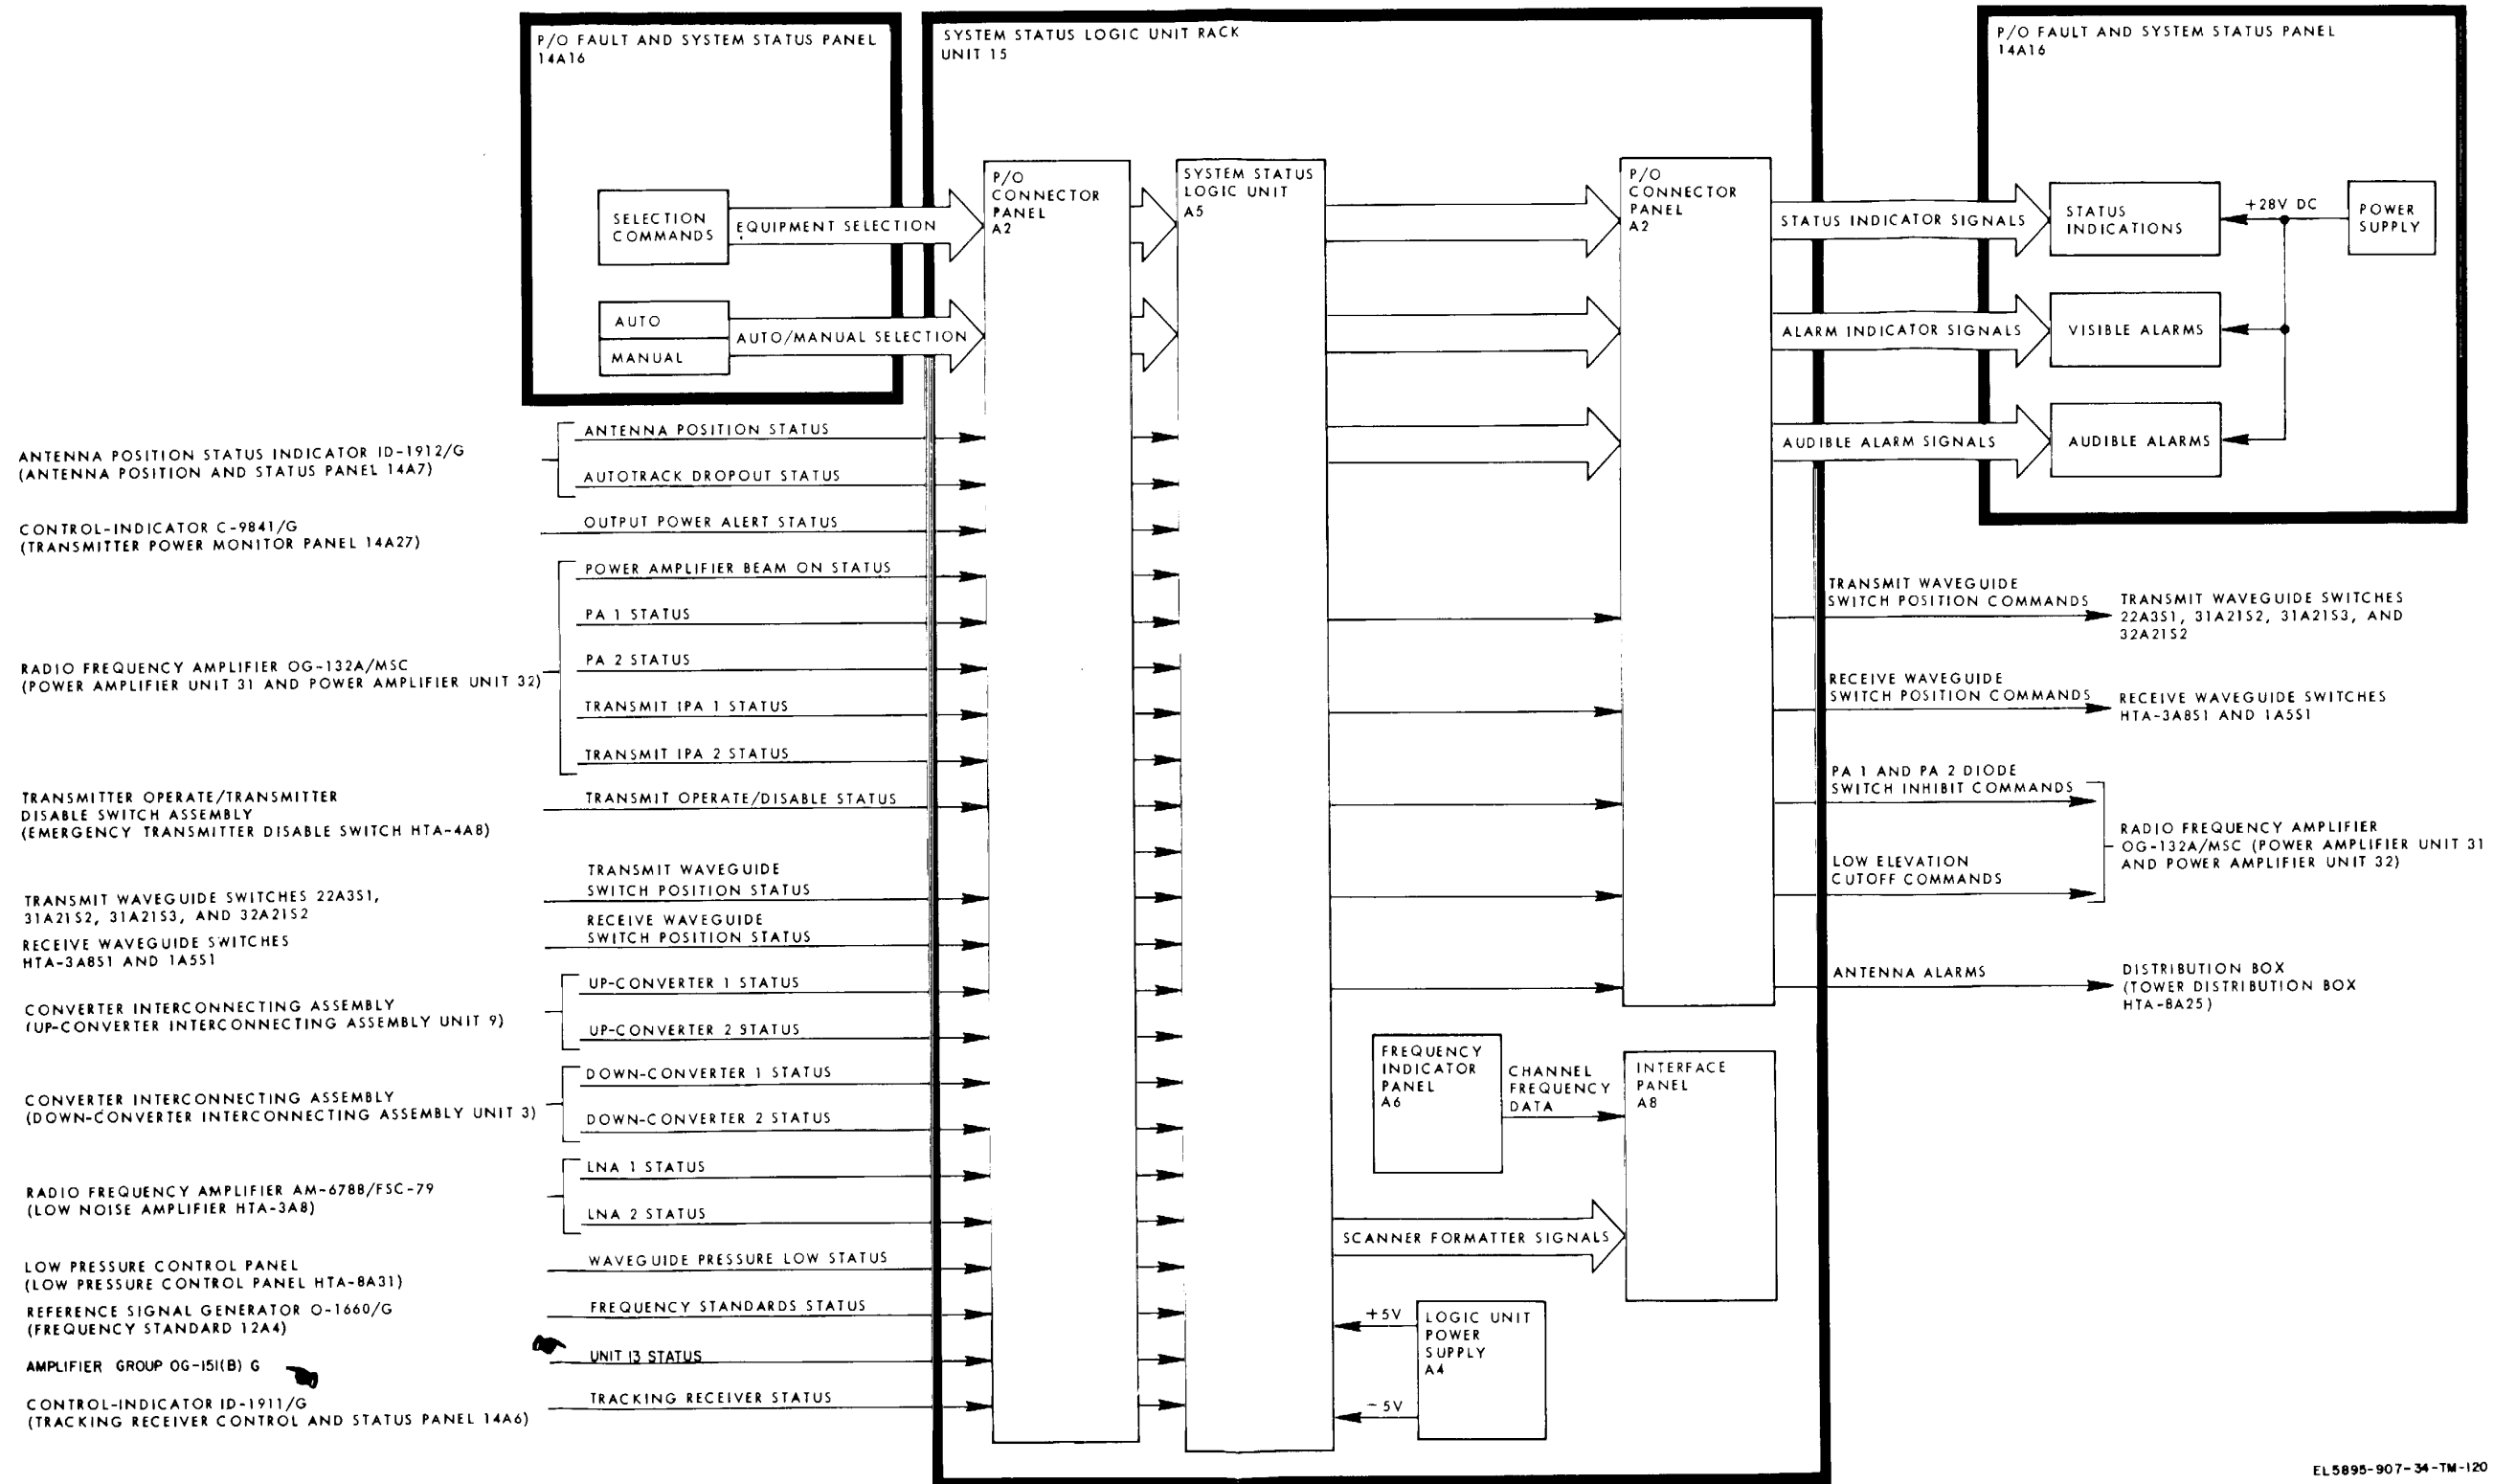 P/O FAULT AND SYSTEM STATUS PANEL
14A16
SELECTION
COMMANDS
EQUIPMENT SELECTION
AUTO
MANUAL
AUTO/MANUAL SELECTION
SYSTEM STATUS LOGIC UNIT RACK
UNIT 15
P/O
CONNECTOR
PANEL
A2
SYSTEM STATUS
LOGIC UNIT
A5
P/O
CONNECTOR
PANEL
A2
P/O FAULT AND SYSTEM STATUS PANEL
14A16
STATUS INDICATOR SIGNALS
STATUS
INDICATIONS
+28V DC
POWER
SUPPLY
ALARM INDICATOR SIGNALS
VISIBLE ALARMS
AUDIBLE ALARM SIGNALS
AUDIBLE ALARMS
ANTENNA POSITION STATUS INDICATOR ID-1912/G
(ANTENNA POSITION AND STATUS PANEL 14A7)
ANTENNA POSITION STATUS
AUTOTRACK DROPOUT STATUS
CONTROL-INDICATOR C-9841/G
(TRANSMITTER POWER MONITOR PANEL 14A27)
OUTPUT POWER ALERT STATUS
RADIO FREQUENCY AMPLIFIER OG-132A/MSC
(POWER AMPLIFIER UNIT 31 AND POWER AMPLIFIER UNIT 32)
POWER AMPLIFIER BEAM ON STATUS
PA 1 STATUS
PA 2 STATUS
TRANSMIT IPA 1 STATUS
TRANSMIT IPA 2 STATUS
TRANSMITTER OPERATE/TRANSMITTER
DISABLE SWITCH ASSEMBLY
(EMERGENCY TRANSMITTER DISABLE SWITCH HTA-4A8)
TRANSMIT OPERATE/DISABLE STATUS
TRANSMIT WAVEGUIDE SWITCHES 22A3S1,
31A21S2, 31A21S3, AND 32A21S2
TRANSMIT WAVEGUIDE
SWITCH POSITION STATUS
RECEIVE WAVEGUIDE SWITCHES
HTA-3A8S1 AND 1A5S1
RECEIVE WAVEGUIDE
SWITCH POSITION STATUS
CONVERTER INTERCONNECTING ASSEMBLY
(UP-CONVERTER INTERCONNECTING ASSEMBLY UNIT 9)
UP-CONVERTER 1 STATUS
UP-CONVERTER 2 STATUS
CONVERTER INTERCONNECTING ASSEMBLY
(DOWN-CONVERTER INTERCONNECTING ASSEMBLY UNIT 3)
DOWN-CONVERTER 1 STATUS
DOWN-CONVERTER 2 STATUS
RADIO FREQUENCY AMPLIFIER AM-6788/FSC-79
(LOW NOISE AMPLIFIER HTA-3A8)
LNA 1 STATUS
LNA 2 STATUS
LOW PRESSURE CONTROL PANEL
(LOW PRESSURE CONTROL PANEL HTA-8A31)
WAVEGUIDE PRESSURE LOW STATUS
REFERENCE SIGNAL GENERATOR O-1660/G
(FREQUENCY STANDARD 12A4)
FREQUENCY STANDARDS STATUS
AMPLIFIER GROUP OG-151(B) G
UNIT 13 STATUS
CONTROL-INDICATOR ID-1911/G
(TRACKING RECEIVER CONTROL AND STATUS PANEL 14A6)
TRACKING RECEIVER STATUS
TRANSMIT WAVEGUIDE
SWITCH POSITION COMMANDS
TRANSMIT WAVEGUIDE SWITCHES
22A3S1, 31A21S2, 31A21S3, AND
32A21S2
RECEIVE WAVEGUIDE
SWITCH POSITION COMMANDS
RECEIVE WAVEGUIDE SWITCHES
HTA-3A8S1 AND 1A5S1
PA 1 AND PA 2 DIODE
SWITCH INHIBIT COMMANDS
LOW ELEVATION
CUTOFF COMMANDS
RADIO FREQUENCY AMPLIFIER
OG-132A/MSC (POWER AMPLIFIER UNIT 31
AND POWER AMPLIFIER UNIT 32)
ANTENNA ALARMS
DISTRIBUTION BOX
(TOWER DISTRIBUTION BOX
HTA-8A25)
FREQUENCY
INDICATOR
PANEL
A6
CHANNEL
FREQUENCY
DATA
INTERFACE
PANEL
A8
SCANNER FORMATTER SIGNALS
+5V
-5V
LOGIC UNIT
POWER
SUPPLY
A4
EL5895-907-34-TM-120